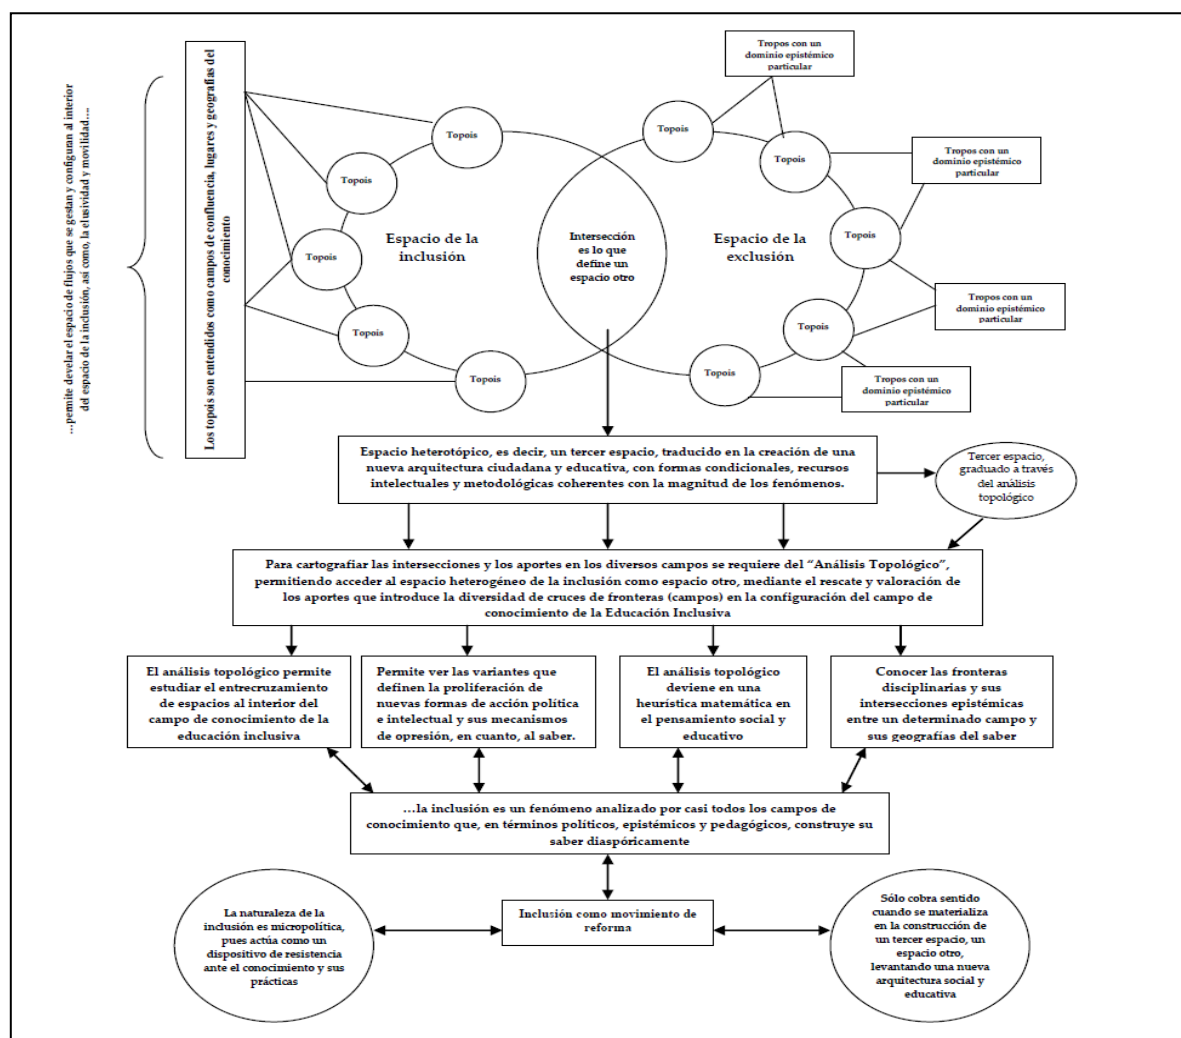 …permite develar el espacio de flujos que se gestan y configuran al interior
del espacio de la inclusión, así como, la elusividad y movilidad….
Los topois son entendidos como campos de confluencia, lugares y geografías del
conocimiento
Topois
Topois
Topois
Topois
Topois
Espacio de la
inclusión
Intersección
es lo que
define un
espacio otro
Espacio de la
exclusión
Topois
Topois
Topois
Topois
Topois
Tropos con un
dominio epistémico
particular
Tropos con un
dominio epistémico
particular
Tropos con un
dominio epistémico
particular
Tropos con un
dominio epistémico
particular
Espacio heterotópico, es decir, un tercer espacio, traducido en la creación de una
nueva arquitectura ciudadana y educativa, con formas condicionales, recursos
intelectuales y metodológicas coherentes con la magnitud de los fenómenos.
Tercer espacio,
graduado a través
del análisis
topológico
Para cartografiar las intersecciones y los aportes en los diversos campos se requiere del “Análisis Topológico”,
permitiendo acceder al espacio heterogéneo de la inclusión como espacio otro, mediante el rescate y valoración de
los aportes que introduce la diversidad de cruces de fronteras (campos) en la configuración del campo de
conocimiento de la Educación Inclusiva
El análisis topológico permite
estudiar el entrecruzamiento
de espacios al interior del
campo de conocimiento de la
educación inclusiva
Permite ver las variantes que
definen la proliferación de
nuevas formas de acción política
e intelectual y sus mecanismos
de opresión, en cuanto, al saber.
El análisis topológico
deviene en una
heurística matemática en
el pensamiento social y
educativo
Conocer las fronteras
disciplinarias y sus
intersecciones epistémicas
entre un determinado campo y
sus geografías del saber
…la inclusión es un fenómeno analizado por casi todos los campos de
conocimiento que, en términos políticos, epistémicos y pedagógicos, construye su
saber diaspóricamente
La naturaleza de la
inclusión es micropolítica,
pues actúa como un
dispositivo de resistencia
ante el conocimiento y sus
prácticas
Inclusión como movimiento de
reforma
Sólo cobra sentido
cuando se materializa
en la construcción de
un tercer espacio, un
espacio otro,
levantando una nueva
arquitectura social y
educativa